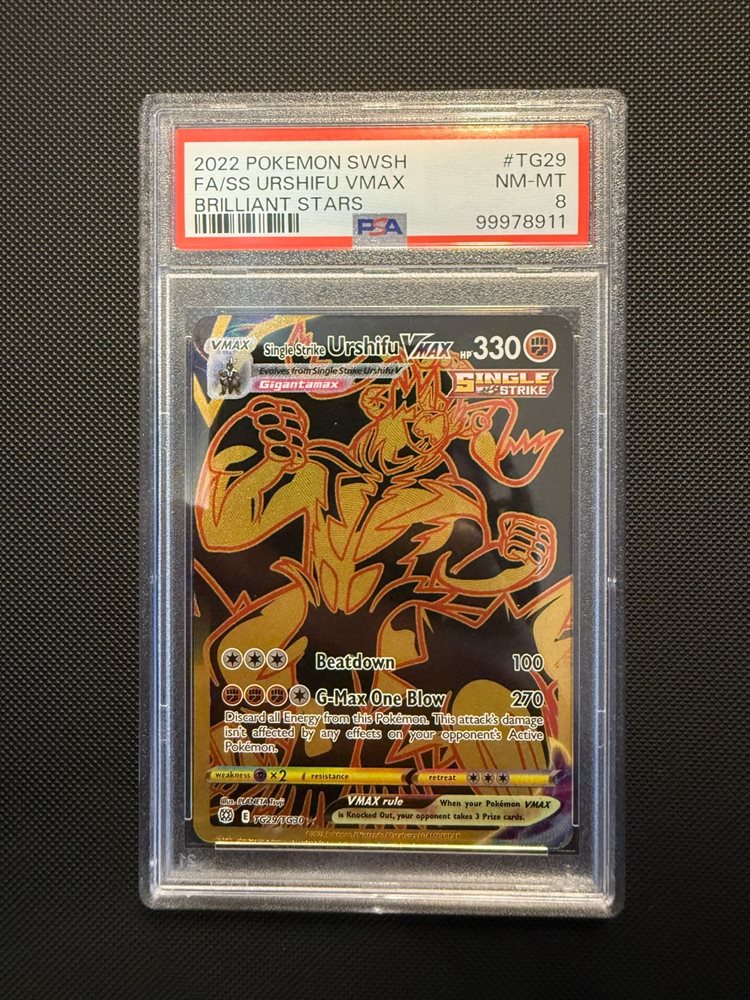 2022 POKEMON SWSH #TG29
FA/SS URSHIFU VMAX NM-MT
BRILLIANT STARS 8
PSA 99978911
VMAX Single Strike Urshifu VMAX HP 330
Evolves from Single Strike Urshifu V
Gigantamax SINGLE STRIKE
Beatdown 100
G-Max One Blow 270
Discard all Energy from this Pokémon. This attack's damage
isn't affected by any effects on your opponent's Active
Pokémon.
weakness ×2 resistance retreat
Illus. PLANETA Tsuji
VMAX rule When your Pokémon VMAX
is Knocked Out, your opponent takes 3 Prize cards.
E TG29/TG30